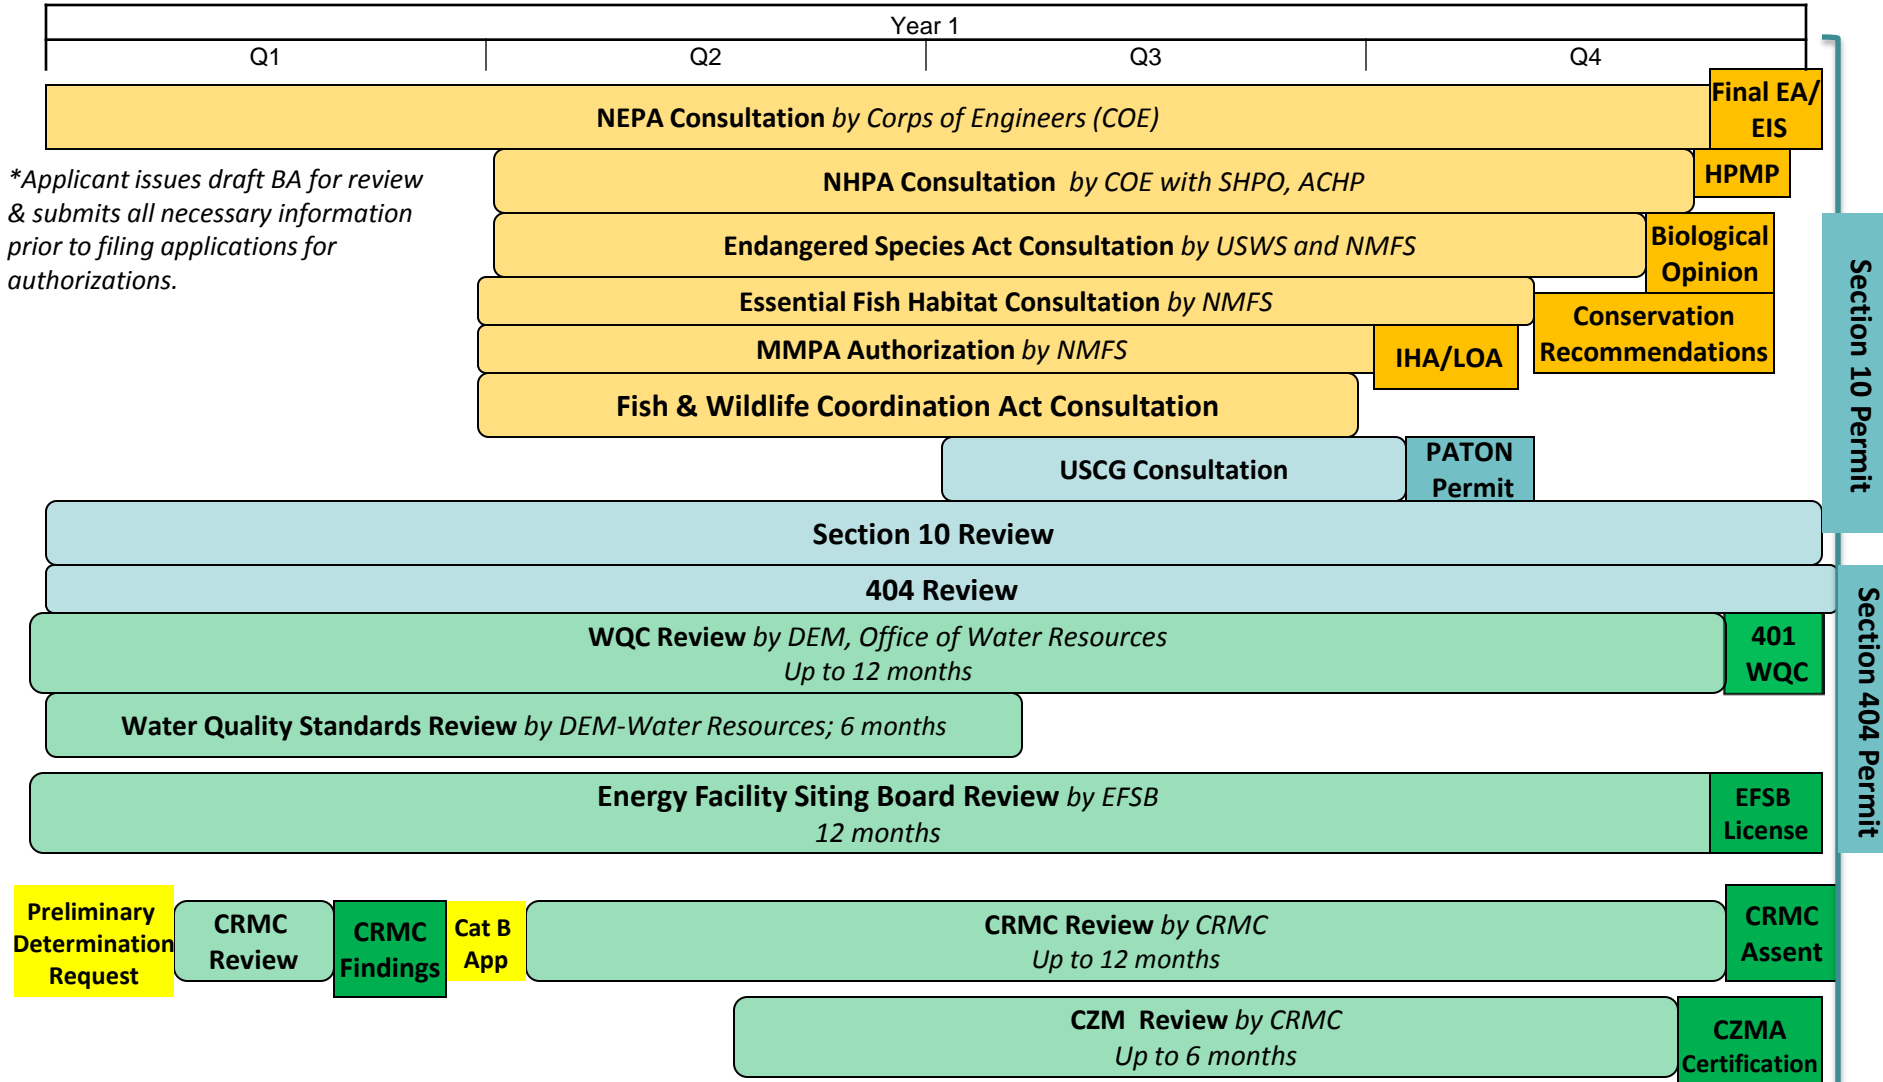 Year 1
Q1
Q2
Q3
Q4
NEPA Consultation by Corps of Engineers (COE)
Final EA/
EIS
*Applicant issues draft BA for review
& submits all necessary information
prior to filing applications for
authorizations.
NHPA Consultation by COE with SHPO, ACHP
HPMP
Endangered Species Act Consultation by USWS and NMFS
Biological
Opinion
Essential Fish Habitat Consultation by NMFS
Conservation
Recommendations
MMPA Authorization by NMFS
IHA/LOA
Fish & Wildlife Coordination Act Consultation
USCG Consultation
PATON
Permit
Section 10 Review
Section 10 Permit
404 Review
WQC Review by DEM, Office of Water Resources
Up to 12 months
401
WQC
Water Quality Standards Review by DEM-Water Resources; 6 months
Section 404 Permit
Energy Facility Siting Board Review by EFSB
12 months
EFSB
License
Preliminary
Determination
Request
CRMC
Review
CRMC
Findings
Cat B
App
CRMC Review by CRMC
Up to 12 months
CRMC
Assent
CZM Review by CRMC
Up to 6 months
CZMA
Certification